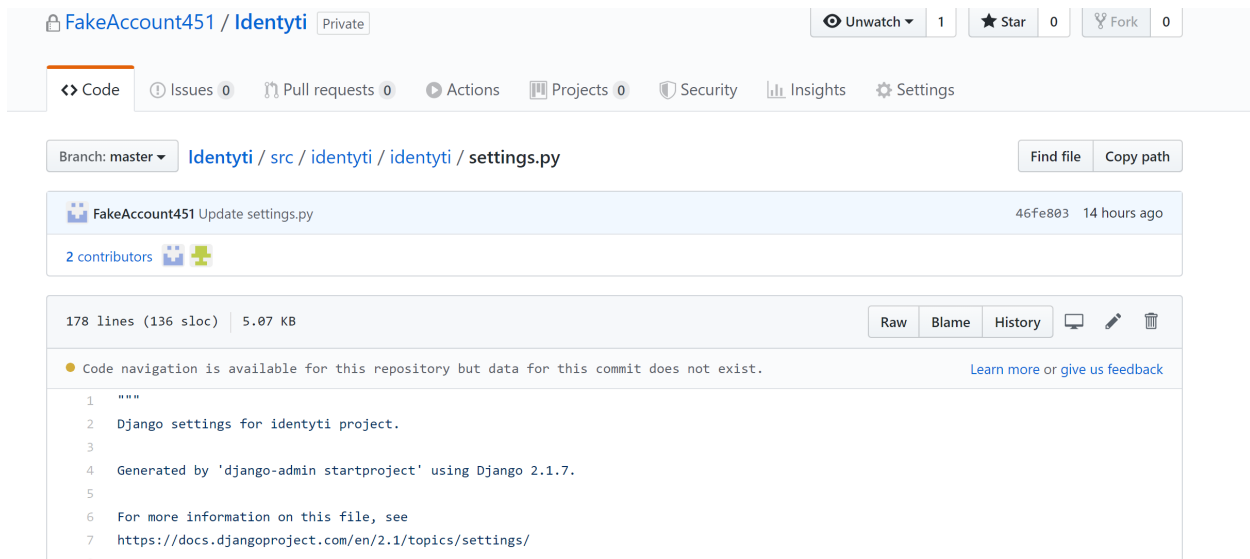 FakeAccount451 / Identyti Private Unwatch 1 Star 0 Fork 0
Code Issues 0 Pull requests 0 Actions Projects 0 Security Insights Settings
Branch: master Identyti / src / identyti / identyti / settings.py Find file Copy path
FakeAccount451 Update settings.py 46fe803 14 hours ago
2 contributors
178 lines (136 sloc) 5.07 KB Raw Blame History
Code navigation is available for this repository but data for this commit does not exist. Learn more or give us feedback
1 """
2 Django settings for identyti project.
3
4 Generated by 'django-admin startproject' using Django 2.1.7.
5
6 For more information on this file, see
7 https://docs.djangoproject.com/en/2.1/topics/settings/